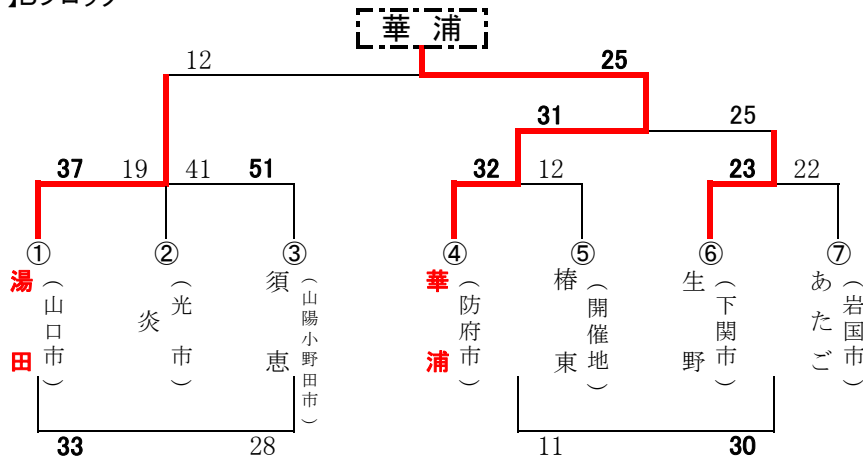 】Bブロック
華 浦
12 25
31 25
37 19 41 51 32 12 23 22
① ② ③ ④ ⑤ ⑥ ⑦
湯田
(山口市)
炎
(光市)
須恵
(山陽小野田市)
華浦
(防府市)
椿東
(開催地)
生野
(下関市)
あたご
(岩国市)
33 28 11 30